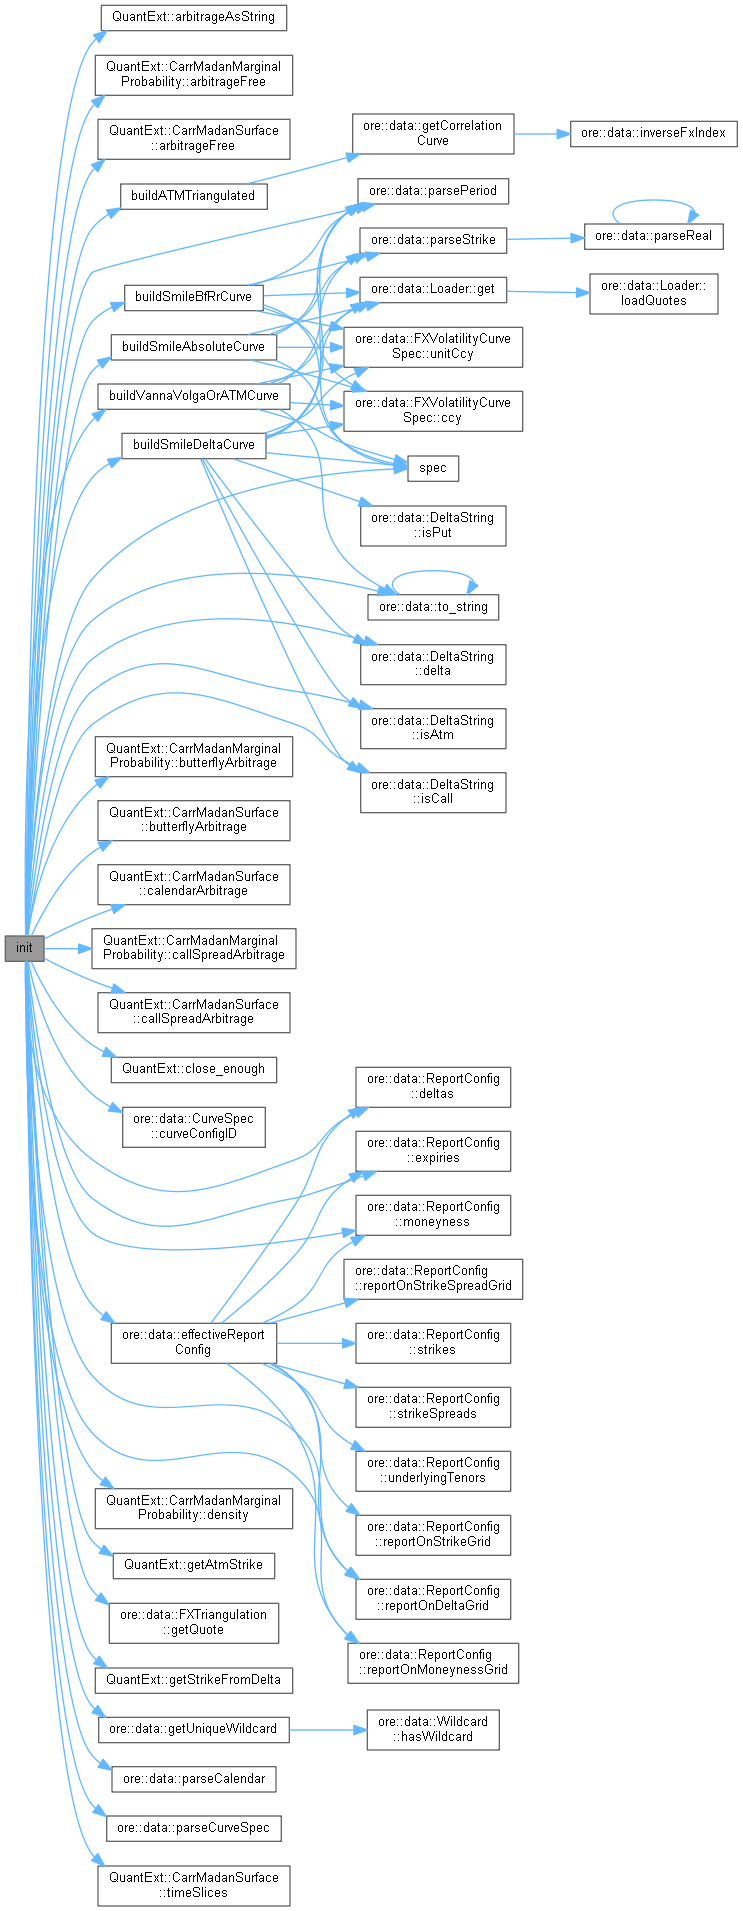 QuantExt::arbitrageAsString
QuantExt::CarrMadanMarginal
Probability::arbitrageFree
QuantExt::CarrMadanSurface
::arbitrageFree
ore::data::getCorrelation
Curve
ore::data::inverseFxIndex
buildATMTriangulated
ore::data::parsePeriod
ore::data::parseStrike
ore::data::parseReal
buildSmileBfRrCurve
ore::data::Loader::get
ore::data::Loader::
loadQuotes
buildSmileAbsoluteCurve
ore::data::FXVolatilityCurve
Spec::unitCcy
buildVannaVolgaOrATMCurve
ore::data::FXVolatilityCurve
Spec::ccy
buildSmileDeltaCurve
spec
ore::data::DeltaString
::isPut
ore::data::to_string
ore::data::DeltaString
::delta
ore::data::DeltaString
::isAtm
QuantExt::CarrMadanMarginal
Probability::butterflyArbitrage
ore::data::DeltaString
::isCall
QuantExt::CarrMadanSurface
::butterflyArbitrage
QuantExt::CarrMadanSurface
::calendarArbitrage
init
QuantExt::CarrMadanMarginal
Probability::callSpreadArbitrage
QuantExt::CarrMadanSurface
::callSpreadArbitrage
QuantExt::close_enough
ore::data::CurveSpec
::curveConfigID
ore::data::ReportConfig
::deltas
ore::data::ReportConfig
::expiries
ore::data::ReportConfig
::moneyness
ore::data::ReportConfig
::reportOnStrikeSpreadGrid
ore::data::effectiveReport
Config
ore::data::ReportConfig
::strikes
ore::data::ReportConfig
::strikeSpreads
ore::data::ReportConfig
::underlyingTenors
QuantExt::CarrMadanMarginal
Probability::density
ore::data::ReportConfig
::reportOnStrikeGrid
QuantExt::getAtmStrike
ore::data::ReportConfig
::reportOnDeltaGrid
ore::data::FXTriangulation
::getQuote
ore::data::ReportConfig
::reportOnMoneynessGrid
QuantExt::getStrikeFromDelta
ore::data::getUniqueWildcard
ore::data::Wildcard
::hasWildcard
ore::data::parseCalendar
ore::data::parseCurveSpec
QuantExt::CarrMadanSurface
::timeSlices